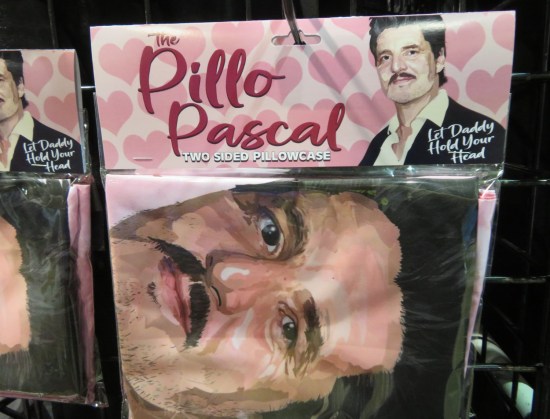 The
Pillo
Pascal
TWO SIDED PILLOWCASE
Let Daddy
Hold Your
Head
Let Daddy
Hold Your
Head